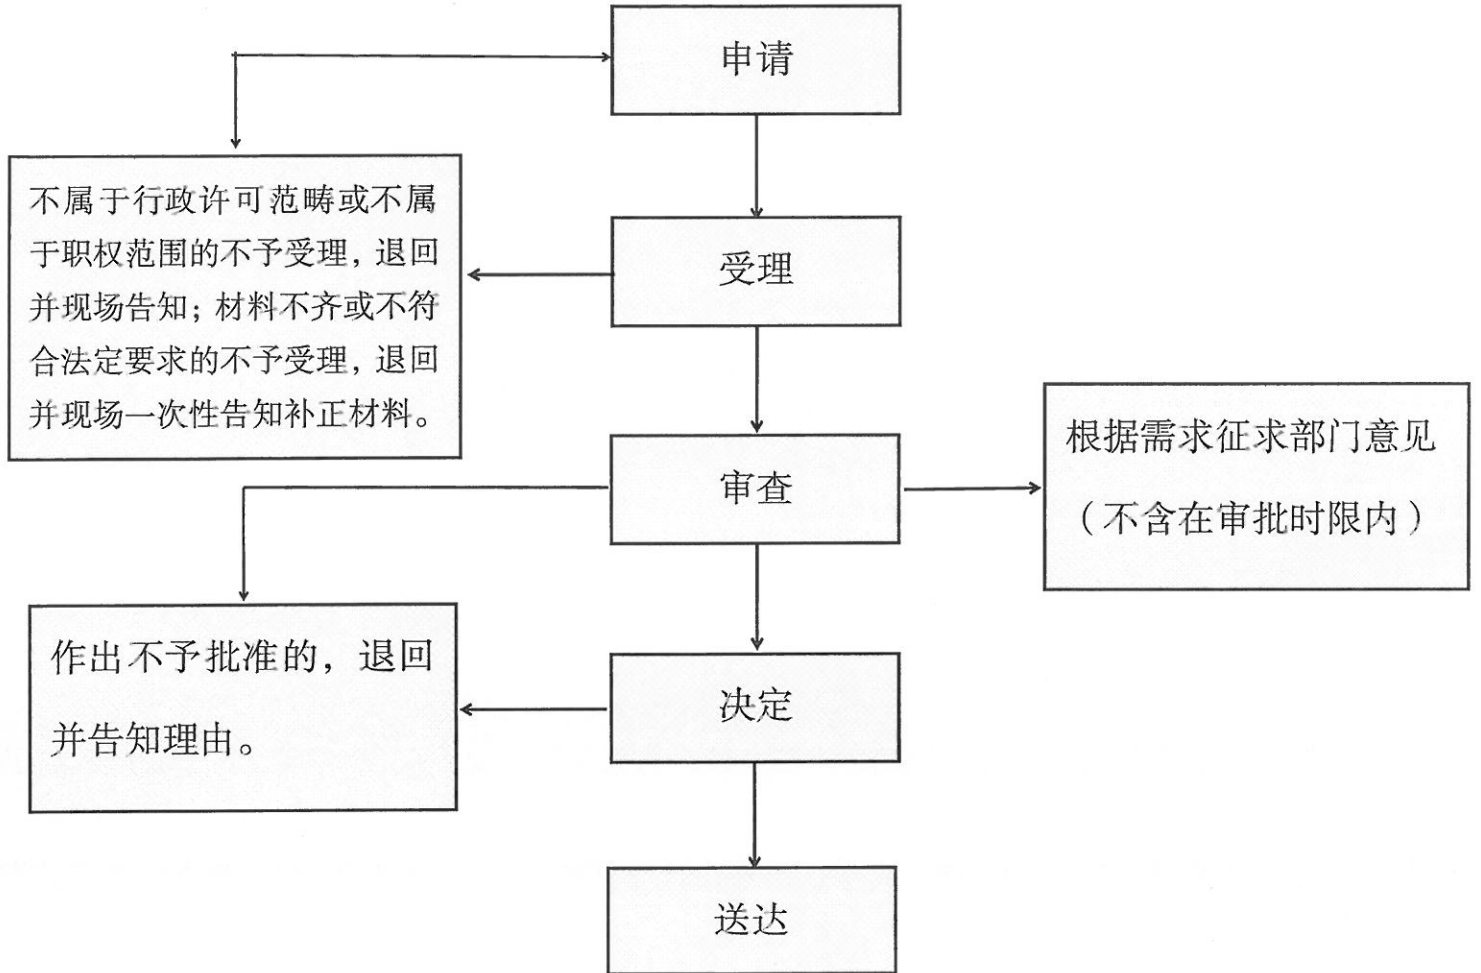 申请
不属于行政许可范畴或不属
于职权范围的不予受理，退回
并现场告知；材料不齐或不符
合法定要求的不予受理，退回
并现场一次性告知补正材料。
受理
根据需求征求部门意见
（不含在审批时限内）
审查
作出不予批准的，退回
并告知理由。
决定
送达